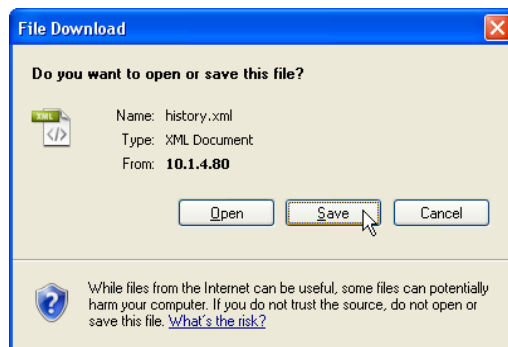 File Download
Do you want to open or save this file?
XML
Name: history.xml
Type: XML Document
From: 10.1.4.80
Open Save Cancel
While files from the Internet can be useful, some files can potentially
harm your computer. If you do not trust the source, do not open or
save this file. What's the risk?